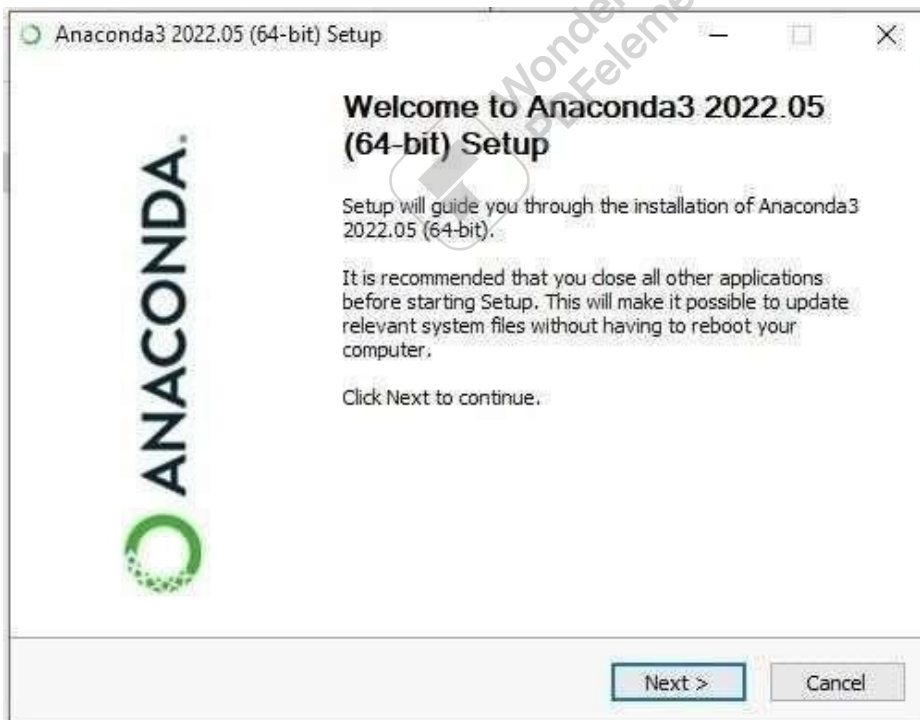 Anaconda3 2022.05 (64-bit) Setup
Welcome to Anaconda3 2022.05
(64-bit) Setup
ANACONDA.
Setup will guide you through the installation of Anaconda3
2022.05 (64-bit).
It is recommended that you close all other applications
before starting Setup. This will make it possible to update
relevant system files without having to reboot your
computer.
Click Next to continue.
Next >
Cancel